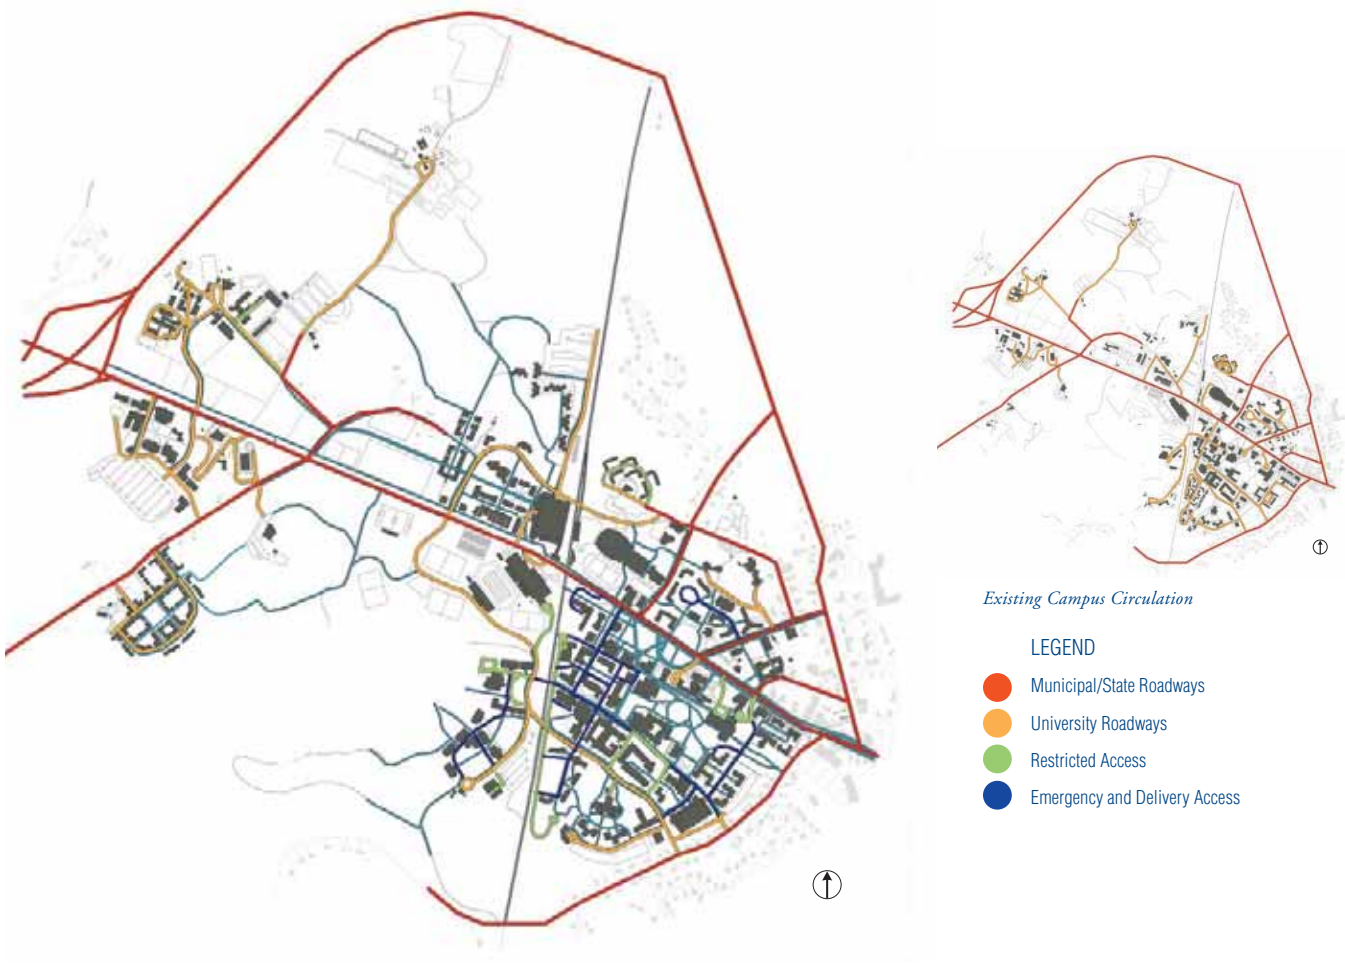 Existing Campus Circulation
LEGEND
Municipal/State Roadways
University Roadways
Restricted Access
Emergency and Delivery Access